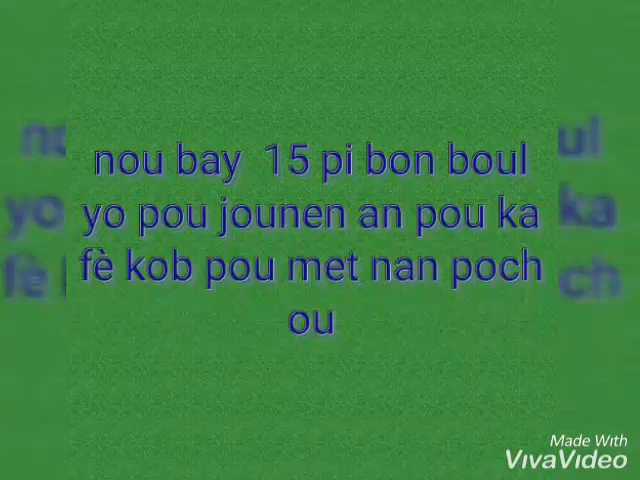 nou bay 15 pi bon boul
yo pou jounen an pou ka
fè kob pou met nan poch
ou
Made With
VivaVideo